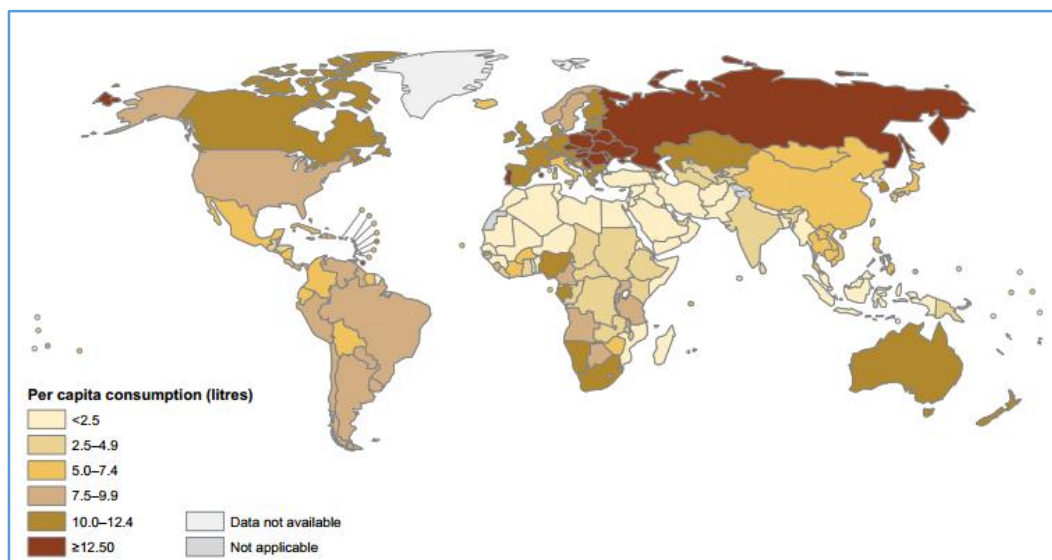 Per capita consumption (litres)
<2.5
2.5–4.9
5.0–7.4
7.5–9.9
10.0–12.4
≥12.50
Data not available
Not applicable